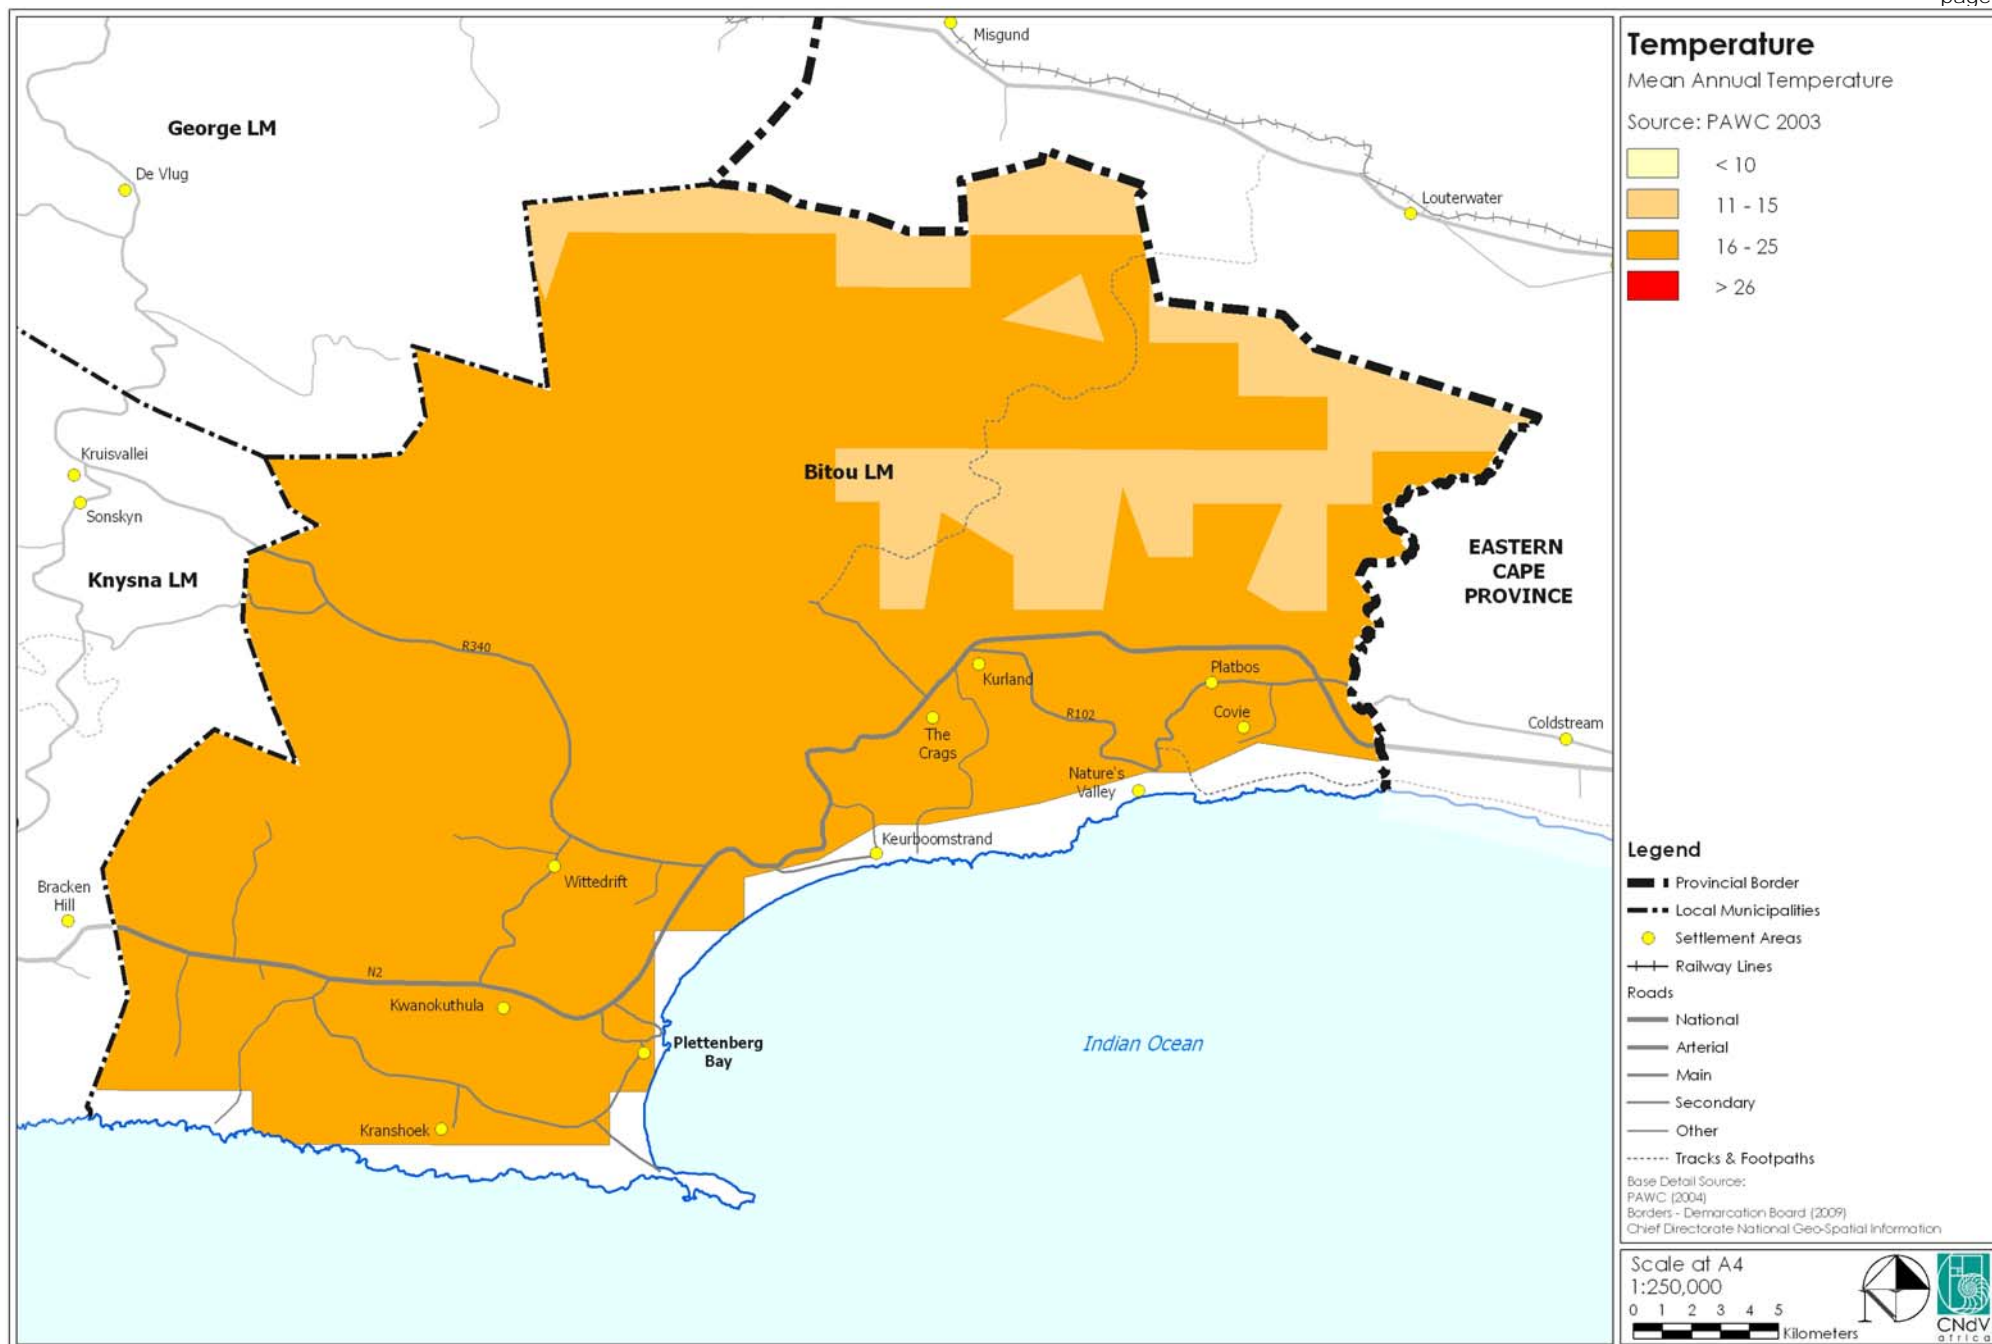 page
Misgund
George LM
De Vlug
Louterwater
Kruisvallei
Sonskyn
Bitou LM
Knysna LM
EASTERN
CAPE
PROVINCE
R340
Kurland
Platbos
R102
Covie
Coldstream
The
Crags
Nature's
Valley
Keurboomstrand
Wittedrift
Bracken
Hill
N2
Kwanokuthula
Plettenberg
Bay
Indian Ocean
Kranshoek
Temperature
Mean Annual Temperature
Source: PAWC 2003
< 10
11 - 15
16 - 25
> 26
Legend
Provincial Border
Local Municipalities
Settlement Areas
Railway Lines
Roads
National
Arterial
Main
Secondary
Other
Tracks & Footpaths
Base Detail Source:
PAWC (2004)
Borders - Demarcation Board (2009)
Chief Directorate National Geo-Spatial Information
Scale at A4
1:250,000
0 1 2 3 4 5
Kilometers
N
CNdV
africa